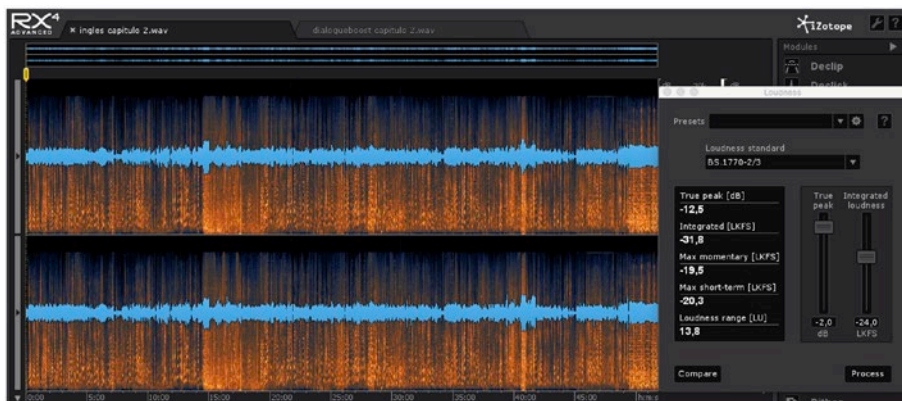 RX 4
ADVANCED
× ingles capitulo 2.wav
dialogueboost capitulo 2.wav
iZotope
?
Modules
Declip
Loudness
Presets
?
Loudness standard
BS.1770-2/3
True peak [dB]
-12,5
Integrated [LKFS]
-31,8
Max momentary [LKFS]
-19,5
Max short-term [LKFS]
-20,3
Loudness range [LU]
13,8
True peak
Integrated loudness
-2,0
dB
-24,0
LKFS
Compare
Process
0:00 5:00 10:00 15:00 20:00 25:00 30:00 35:00 40:00 45:00 h:m:s